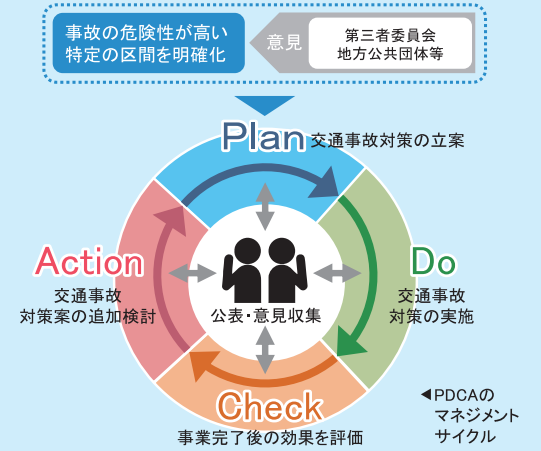 事故の危険性が高い
特定の区間を明確化
意見
第三者委員会
地方公共団体等
Plan 交通事故対策の立案
Action
交通事故
対策案の追加検討
Do
交通事故
対策の実施
公表・意見収集
Check
事業完了後の効果を評価
◀PDCAの
マネジメント
サイクル